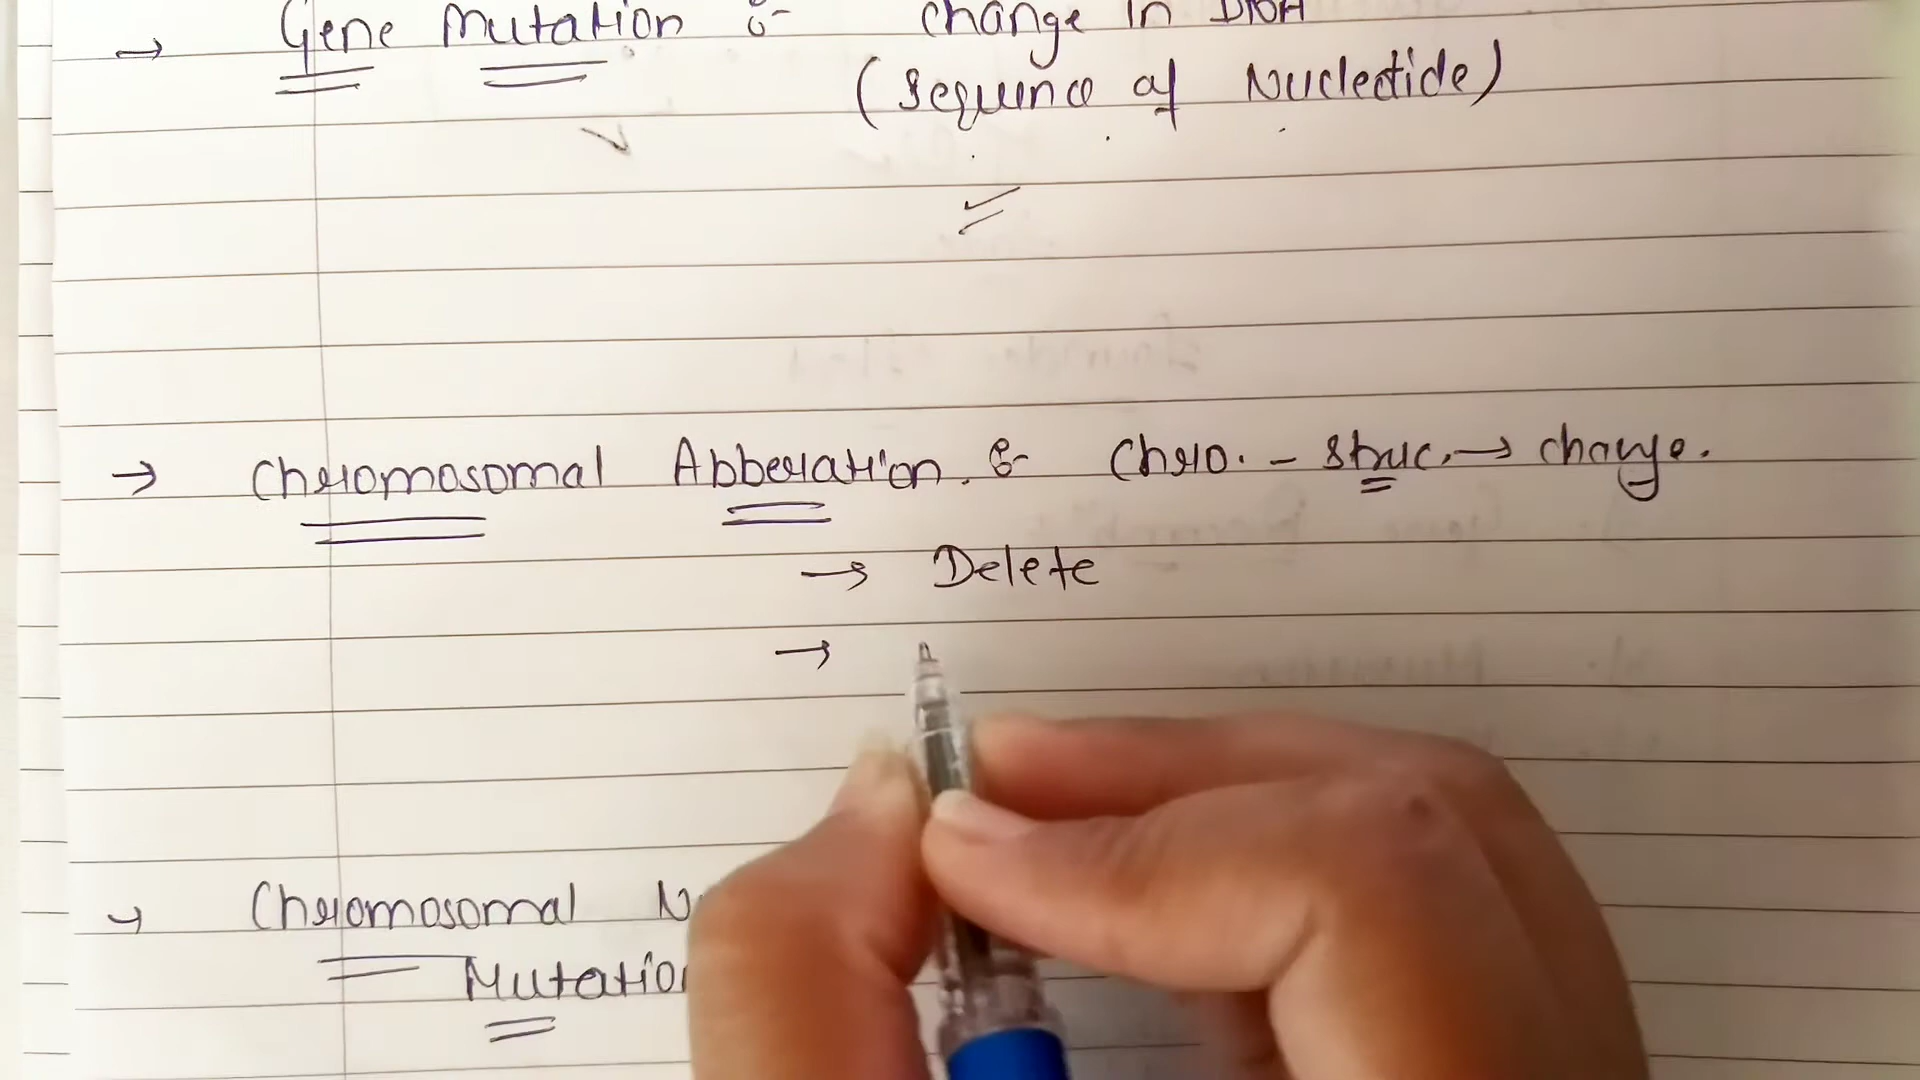 → Gene Mutation :- change in DNA
(Sequence of Nucleotide)
→ Chromosomal Abberation :- Chro. - struc. → change.
→ Delete
→
→ Chromosomal
Mutation